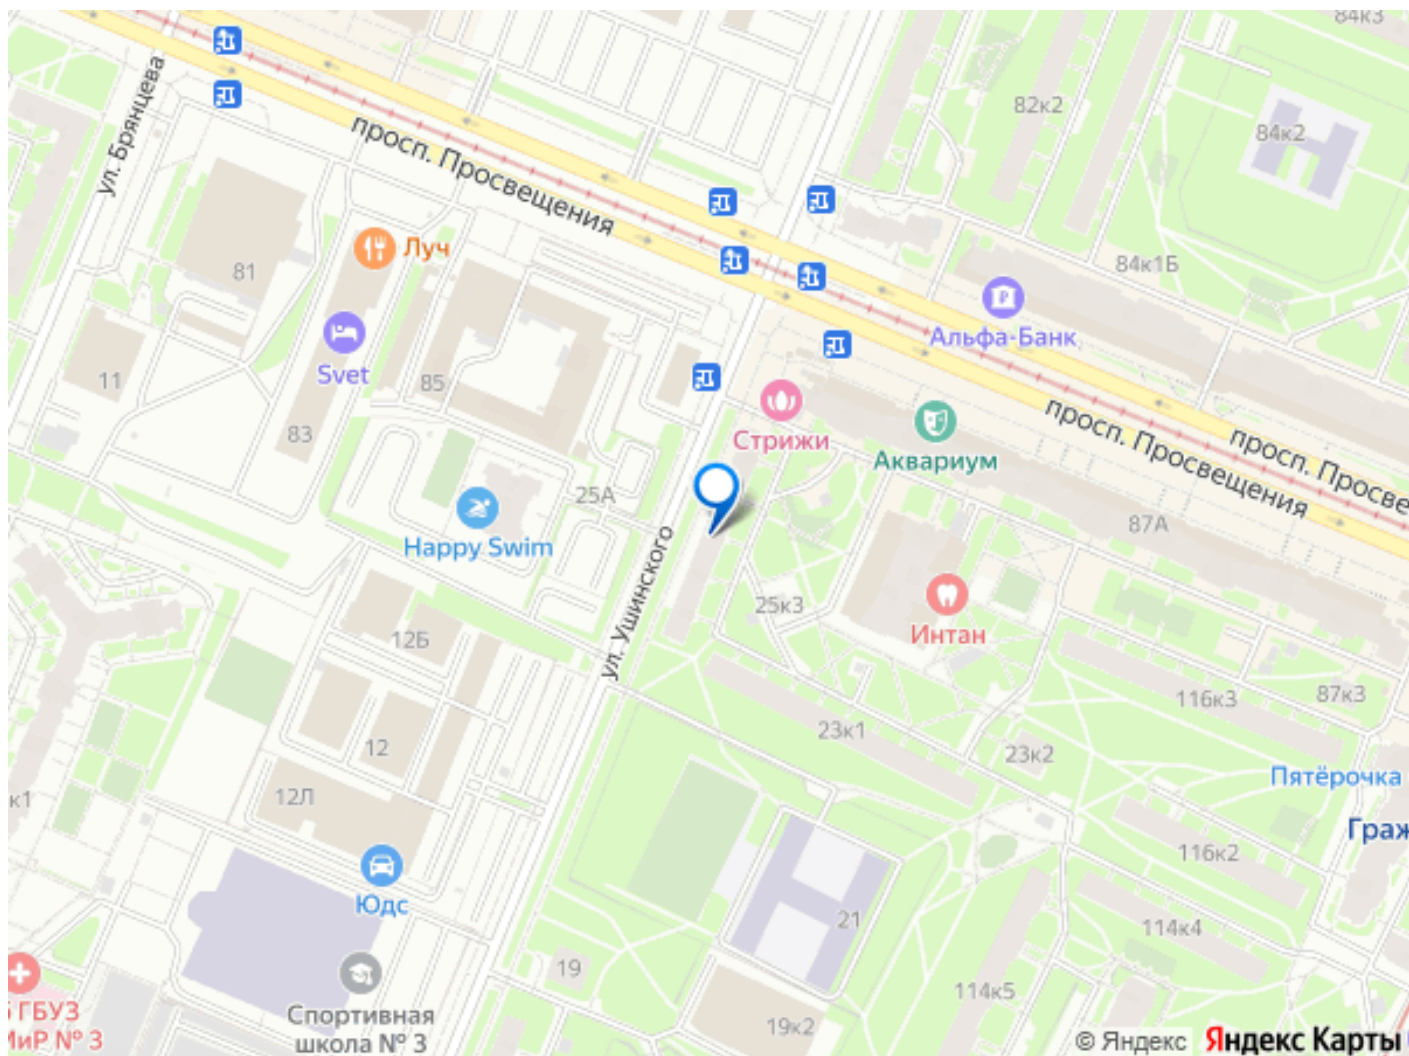 84к3
ул. Брянцева
82к2
84к2
просп. Просвещения
Луч
81
84к1Б
Альфа-Банк
Svet
11
85
83
Стрижи
Аквариум
просп. Просвещения
просп. Просве
25А
87А
Happy Swim
ул. Ушинского
25к3
Интан
12Б
116к3
87к3
23к1
23к2
12
Пятёрочка
12Л
к1
Граж
116к2
Юдс
21
114к4
19
114к5
Спортивная
школа № 3
ГБУЗ
МиР № 3
19к2
© Яндекс
Яндекс Карты